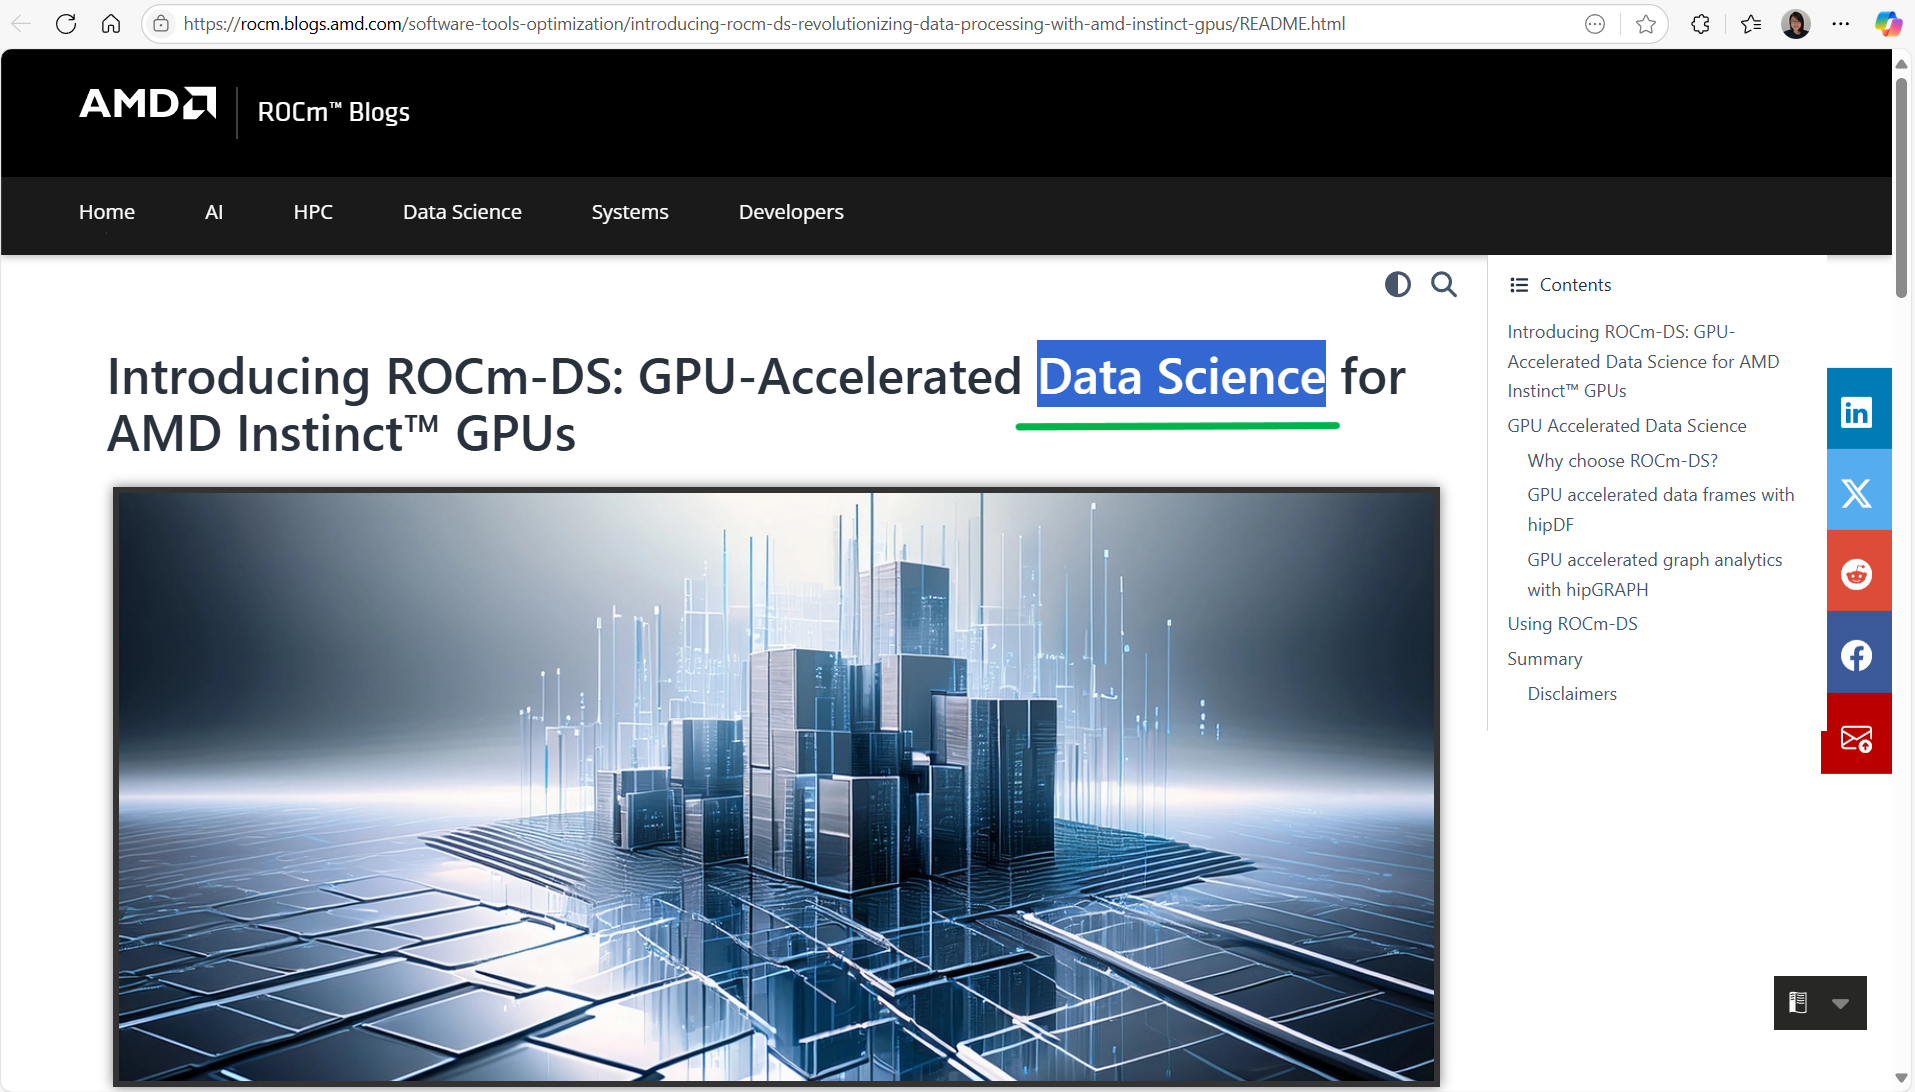 https://rocm.blogs.amd.com/software-tools-optimization/introducing-rocm-ds-revolutionizing-data-processing-with-amd-instinct-gpus/README.html
AMD
ROCm™ Blogs
Home
AI
HPC
Data Science
Systems
Developers
Introducing ROCm-DS: GPU-Accelerated Data Science for
AMD Instinct™ GPUs
Contents
Introducing ROCm-DS: GPU-
Accelerated Data Science for AMD
Instinct™ GPUs
GPU Accelerated Data Science
Why choose ROCm-DS?
GPU accelerated data frames with
hipDF
GPU accelerated graph analytics
with hipGRAPH
Using ROCm-DS
Summary
Disclaimers
in